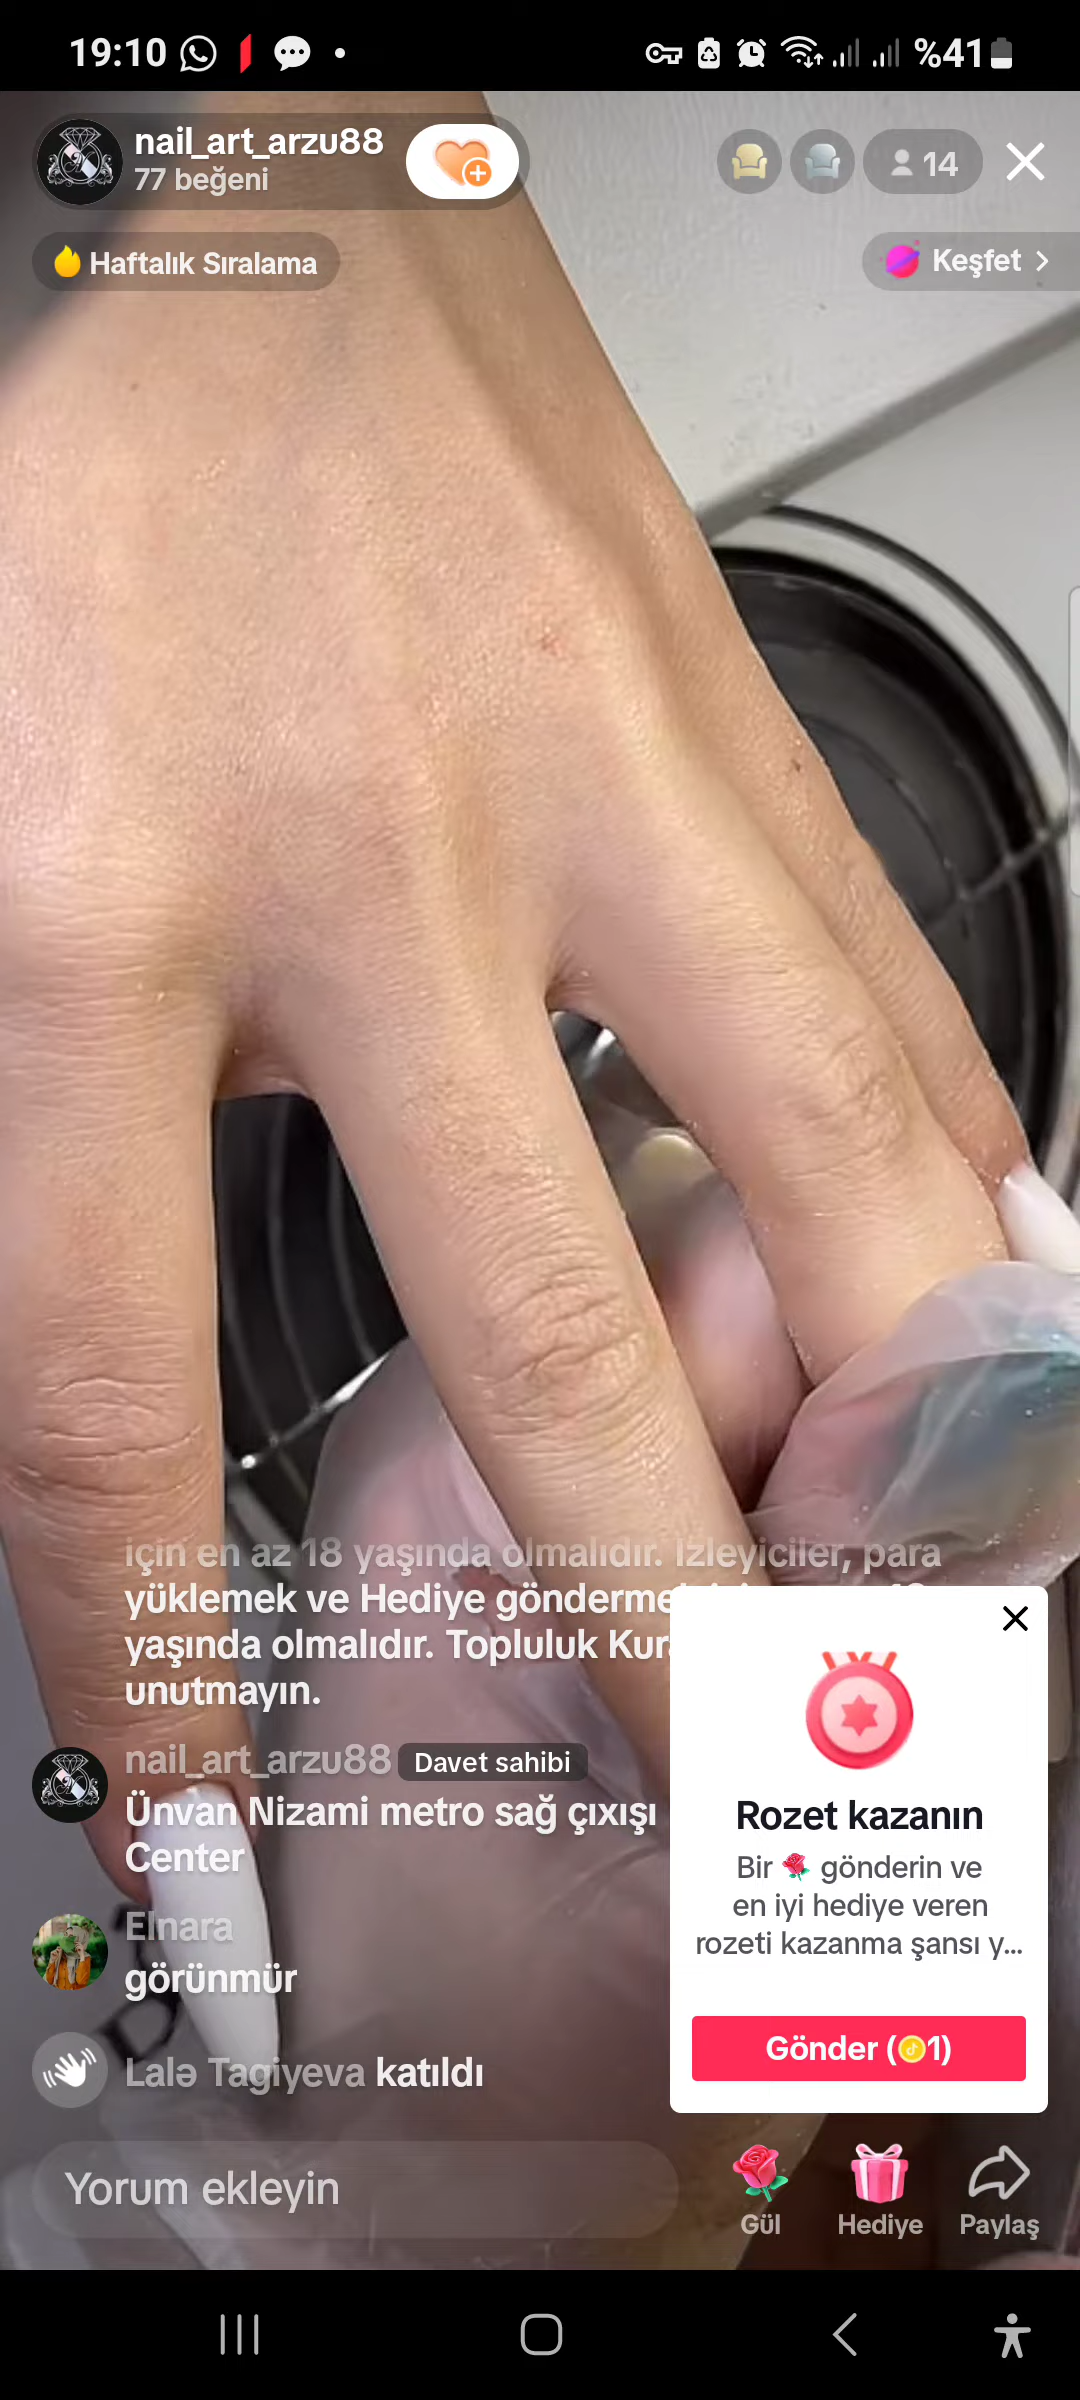 19:10
%41
nail_art_arzu88
77 beğeni
14
Haftalık Sıralama
Keşfet
için en az 18 yaşında olmalıdır. İzleyiciler, para
yüklemek ve Hediye
yaşında olmalıdır. Topluluk
unutmayın.
nail_art_arzu88 Davet sahibi
Ünvan Nizami metro sağ çıxışı
Center
Elnara
görünmür
Lalə Tagiyeva katıldı
Rozet kazanın
Bir 🌹 gönderin ve
en iyi hediye veren
rozeti kazanma şansı y...
Gönder (1)
Yorum ekleyin
Gül
Hediye
Paylaş